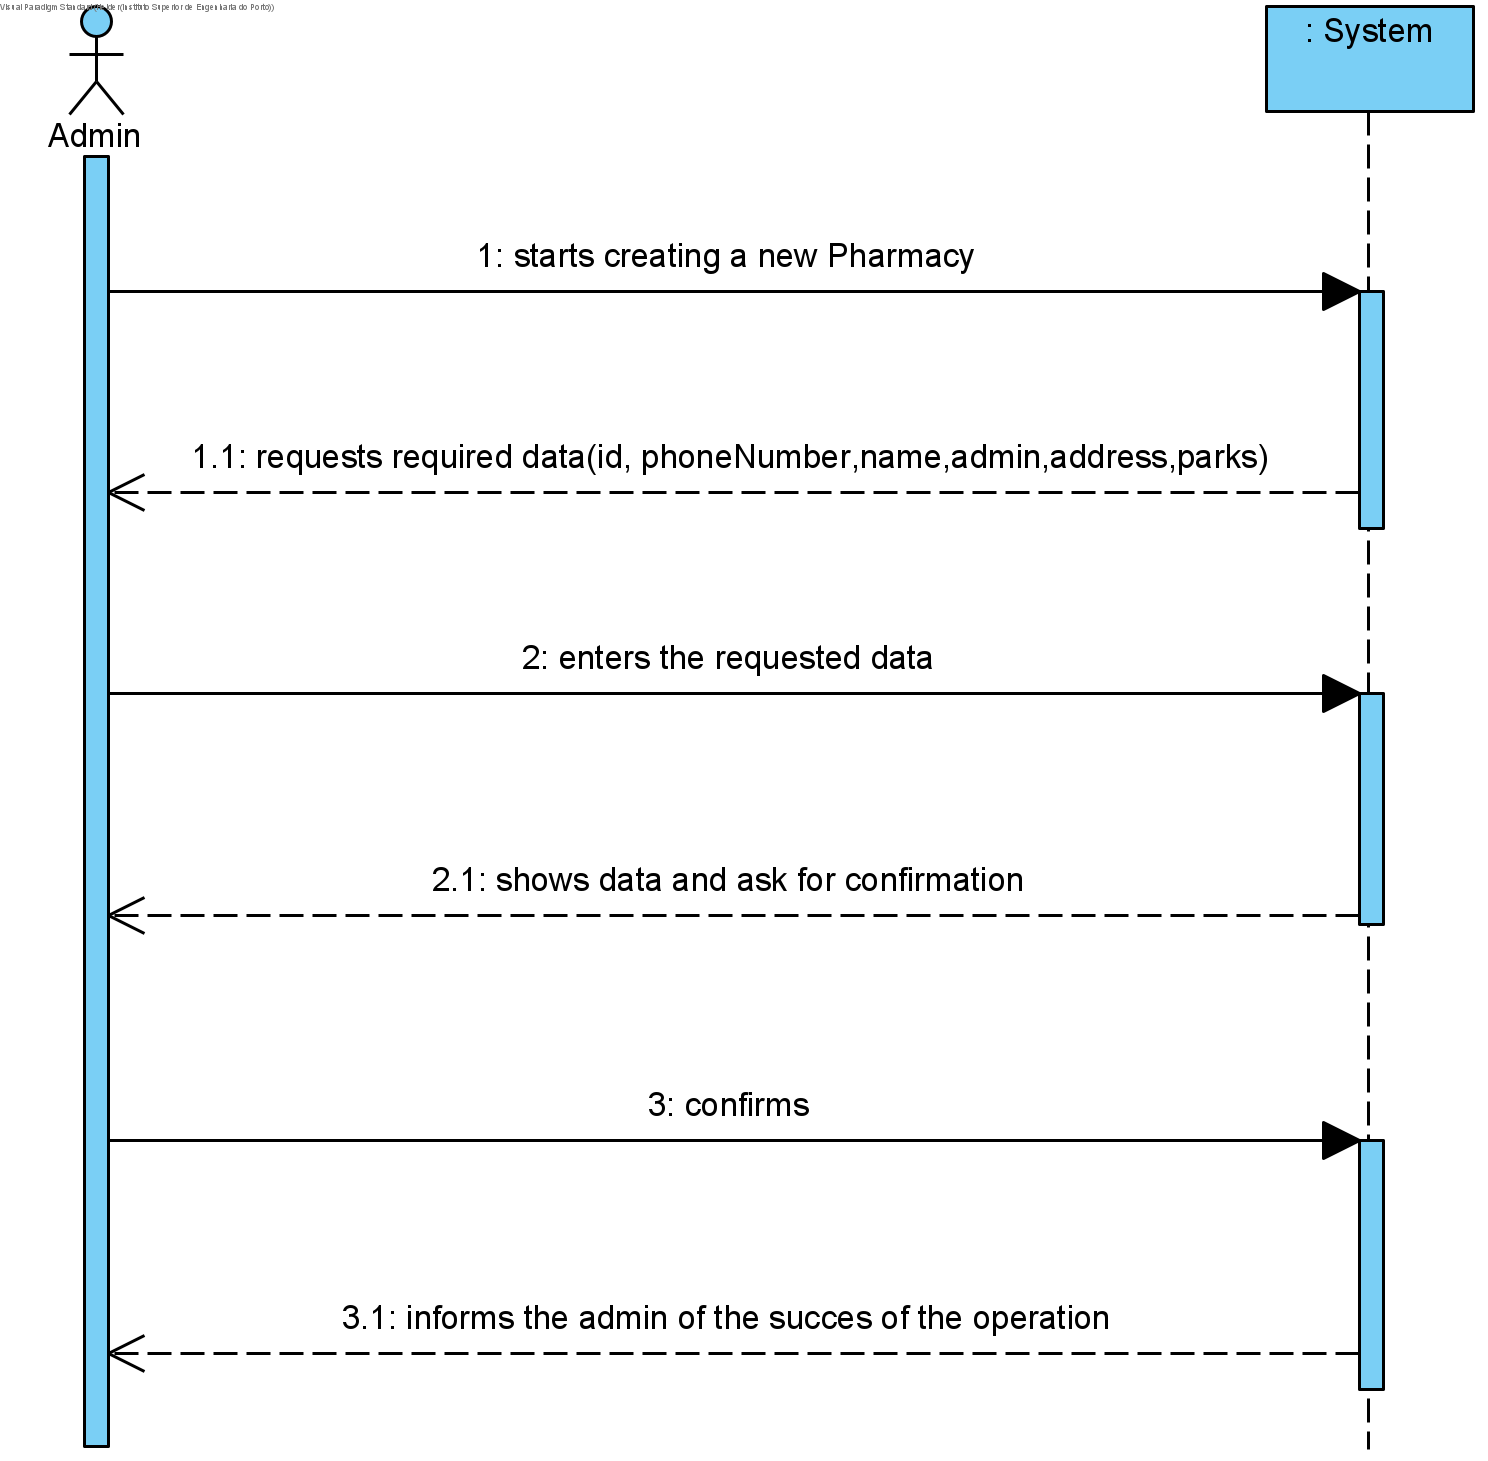 Visual Paradigm Standard(Instituto Superior de Engenharia do Porto))
Admin
: System
1: starts creating a new Pharmacy
1.1: requests required data(id, phoneNumber,name,admin,address,parks)
2: enters the requested data
2.1: shows data and ask for confirmation
3: confirms
3.1: informs the admin of the succes of the operation